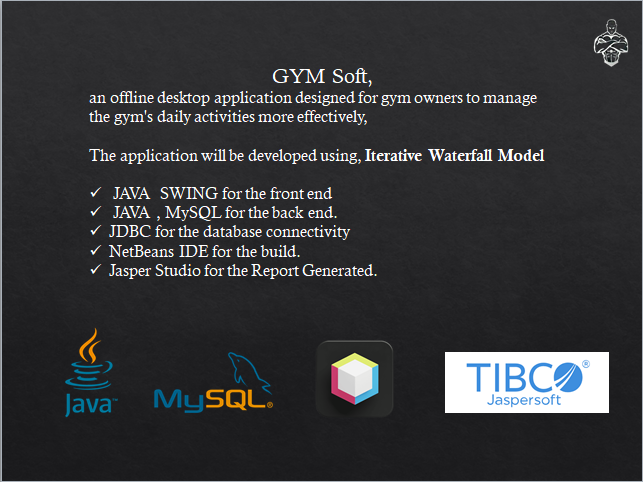 GYM Soft,
an offline desktop application designed for gym owners to manage
the gym's daily activities more effectively,
The application will be developed using, Iterative Waterfall Model
✓ JAVA SWING for the front end
✓ JAVA , MySQL for the back end.
✓ JDBC for the database connectivity
✓ NetBeans IDE for the build.
✓ Jasper Studio for the Report Generated.
Java™
MySQL®
TIBCO®
Jaspersoft